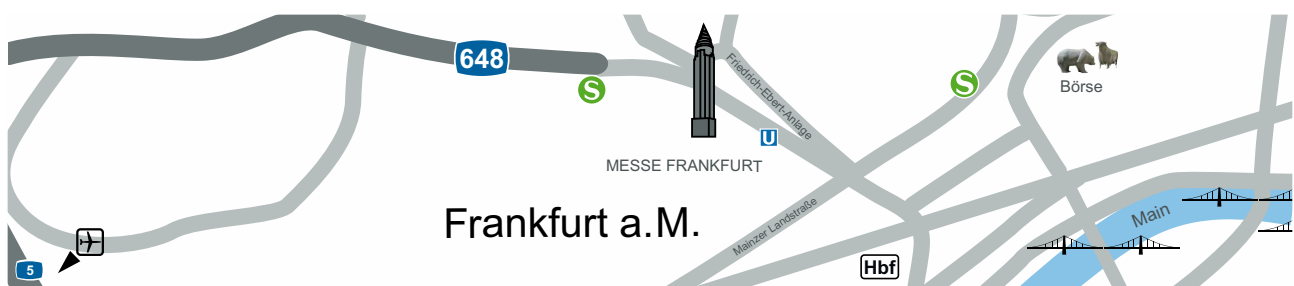 648
S
S
Friedrich-Ebert-Anlage
Börse
U
MESSE FRANKFURT
Mainzer Landstraße
Frankfurt a.M.
Main
Hbf
5